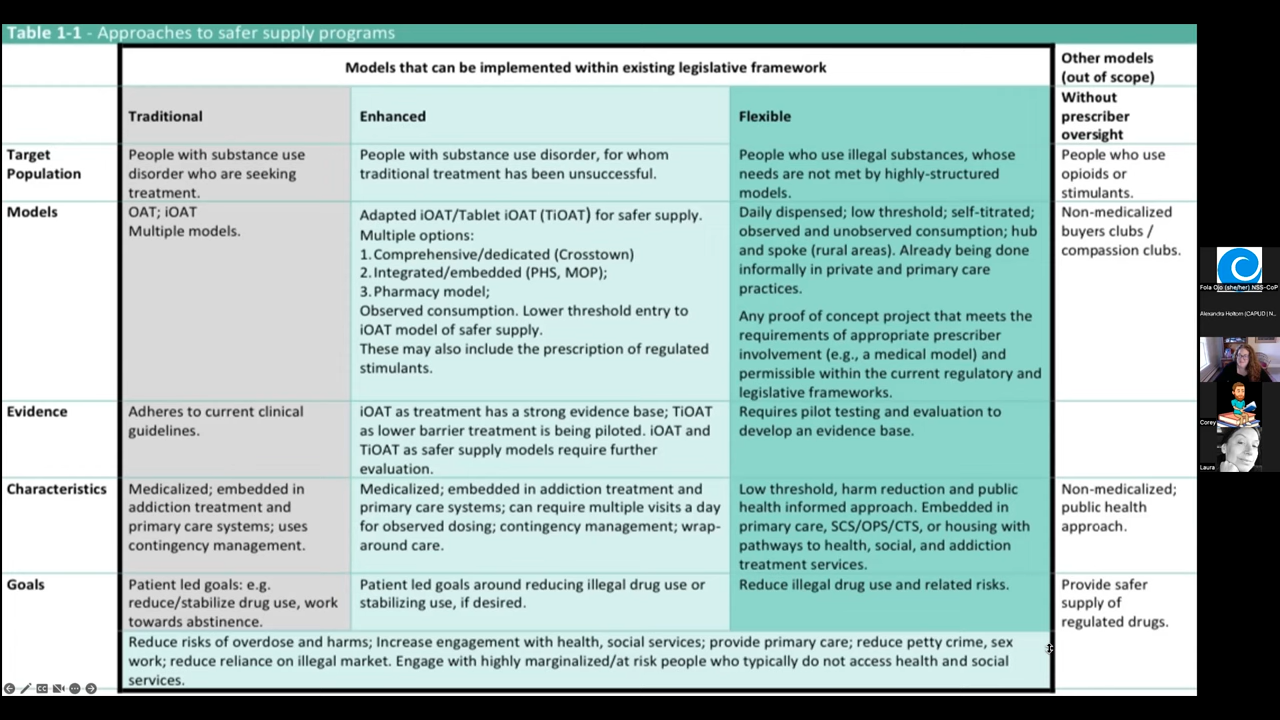 Table 1-1 - Approaches to safer supply programs
Models that can be implemented within existing legislative framework
Other models
(out of scope)
Traditional
Enhanced
Flexible
Without
prescriber
oversight
Target
Population
People with substance use
disorder who are seeking
treatment.
People with substance use disorder, for whom
traditional treatment has been unsuccessful.
People who use illegal substances, whose
needs are not met by highly-structured
models.
People who use
opioids or
stimulants.
Models
OAT; iOAT
Multiple models.
Adapted iOAT/Tablet iOAT (TiOAT) for safer supply.
Multiple options:
1. Comprehensive/dedicated (Crosstown)
2. Integrated/embedded (PHS, MOP);
3. Pharmacy model;
Observed consumption. Lower threshold entry to
iOAT model of safer supply.
These may also include the prescription of regulated
stimulants.
Daily dispensed; low threshold; self-titrated;
observed and unobserved consumption; hub
and spoke (rural areas). Already being done
informally in private and primary care
practices.
Any proof of concept project that meets the
requirements of appropriate prescriber
involvement (e.g., a medical model) and
permissible within the current regulatory and
legislative frameworks.
Non-medicalized
buyers clubs /
compassion clubs.
Evidence
Adheres to current clinical
guidelines.
iOAT as treatment has a strong evidence base; TiOAT
as lower barrier treatment is being piloted. iOAT and
TiOAT as safer supply models require further
evaluation.
Requires pilot testing and evaluation to
develop an evidence base.
Characteristics
Medicalized; embedded in
addiction treatment and
primary care systems; uses
contingency management.
Medicalized; embedded in addiction treatment and
primary care systems; can require multiple visits a day
for observed dosing; contingency management; wrap-
around care.
Low threshold, harm reduction and public
health informed approach. Embedded in
primary care, SCS/OPS/CTS, or housing with
pathways to health, social, and addiction
treatment services.
Non-medicalized;
public health
approach.
Goals
Patient led goals: e.g.
reduce/stabilize drug use, work
towards abstinence.
Patient led goals around reducing illegal drug use or
stabilizing use, if desired.
Reduce illegal drug use and related risks.
Provide safer
supply of
regulated drugs.
Reduce risks of overdose and harms; Increase engagement with health, social services; provide primary care; reduce petty crime, sex
work; reduce reliance on illegal market. Engage with highly marginalized/at risk people who typically do not access health and social
services.
Fola Ojo (she/her) NSS-CoP
Alexandra Holtom (CAPUD | N...
Corey
Laura